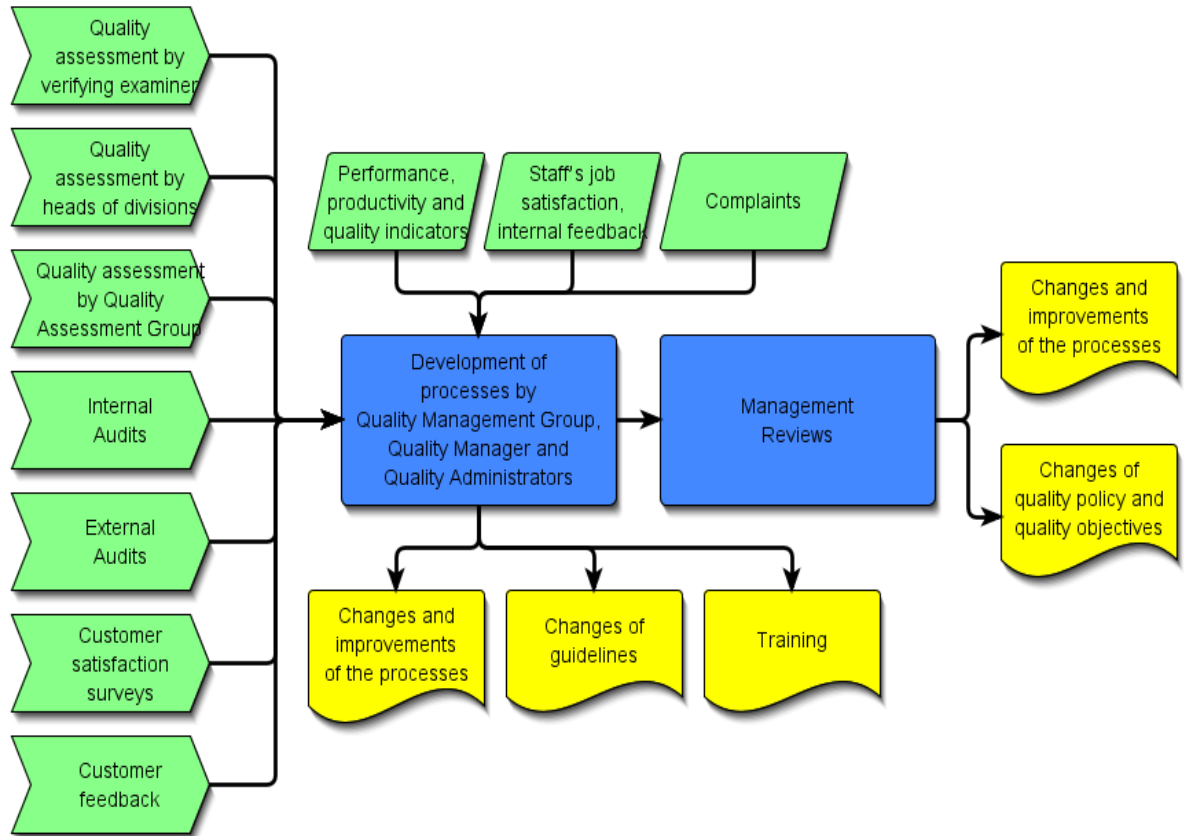 Quality
assessment by
verifying examiner
Quality
assessment by
heads of divisions
Quality assessment
by Quality
Assessment Group
Internal
Audits
External
Audits
Customer
satisfaction
surveys
Customer
feedback
Performance,
productivity and
quality indicators
Staff's job
satisfaction,
internal feedback
Complaints
Development of
processes by
Quality Management Group,
Quality Manager and
Quality Administrators
Management
Reviews
Changes and
improvements
of the processes
Changes of
quality policy and
quality objectives
Changes and
improvements
of the processes
Changes of
guidelines
Training